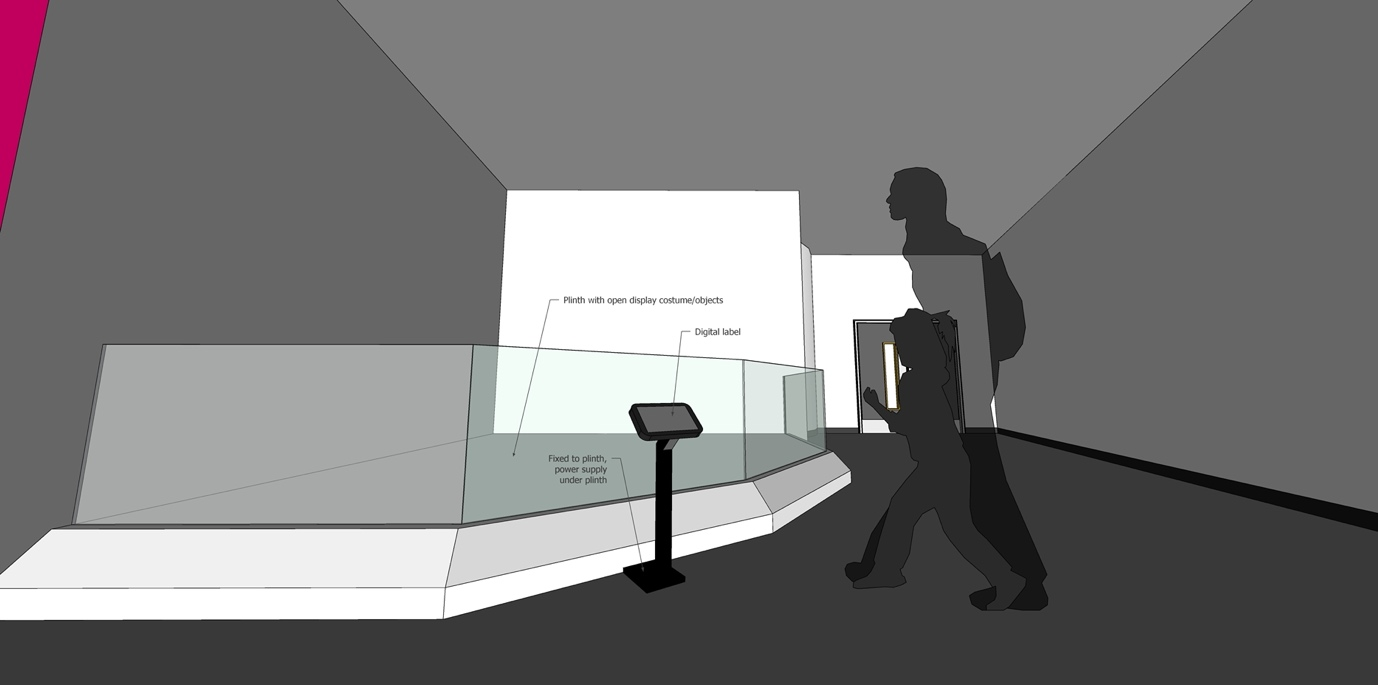 Plinth with open display costume/objects
Digital label
Fixed to plinth,
power supply
under plinth